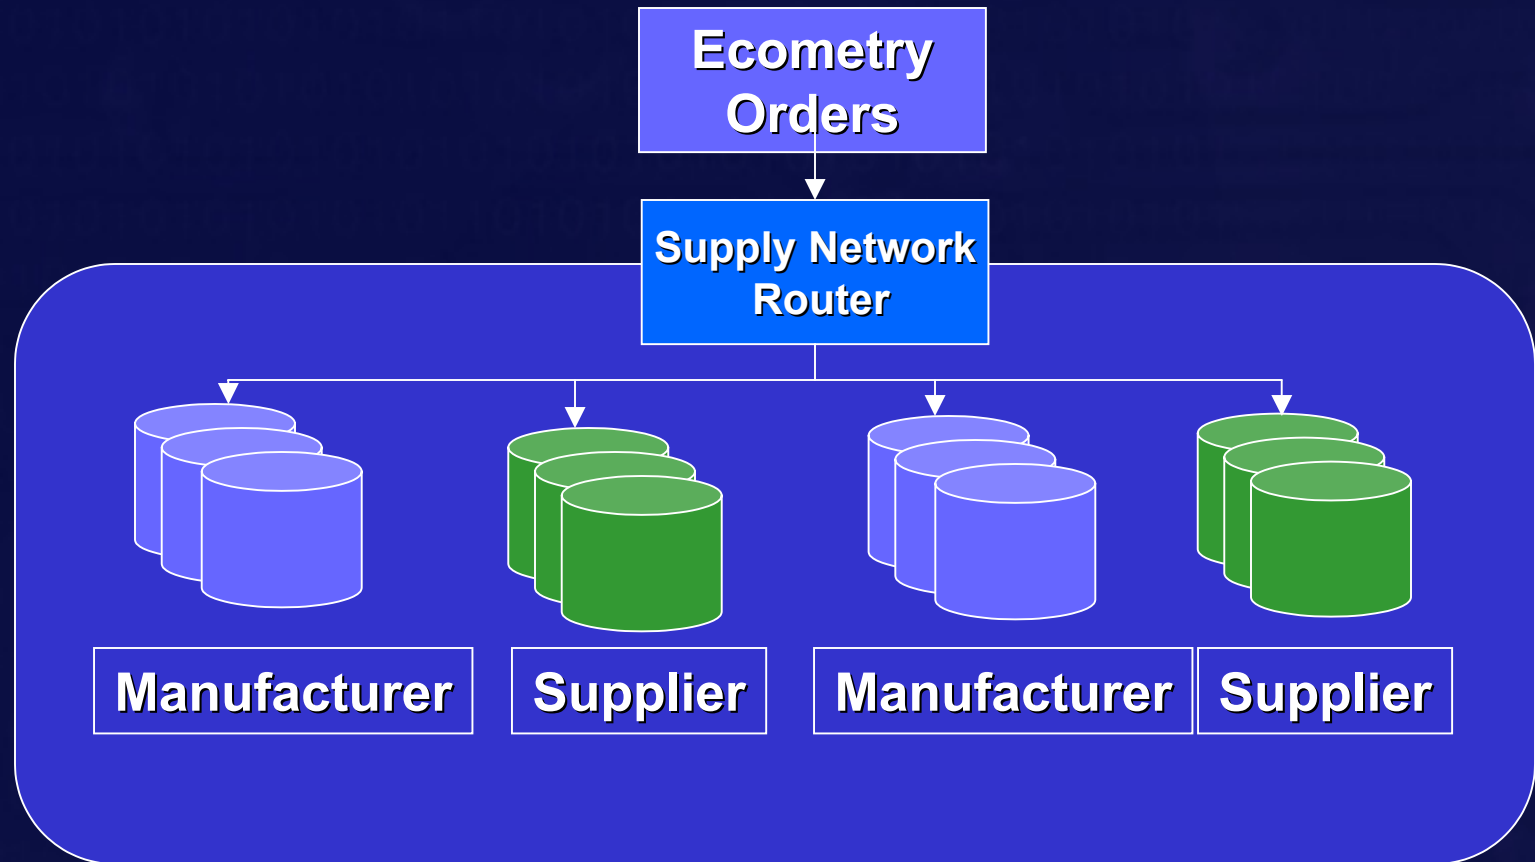 Ecometry
Orders
Supply Network
Router
Manufacturer
Supplier
Manufacturer
Supplier